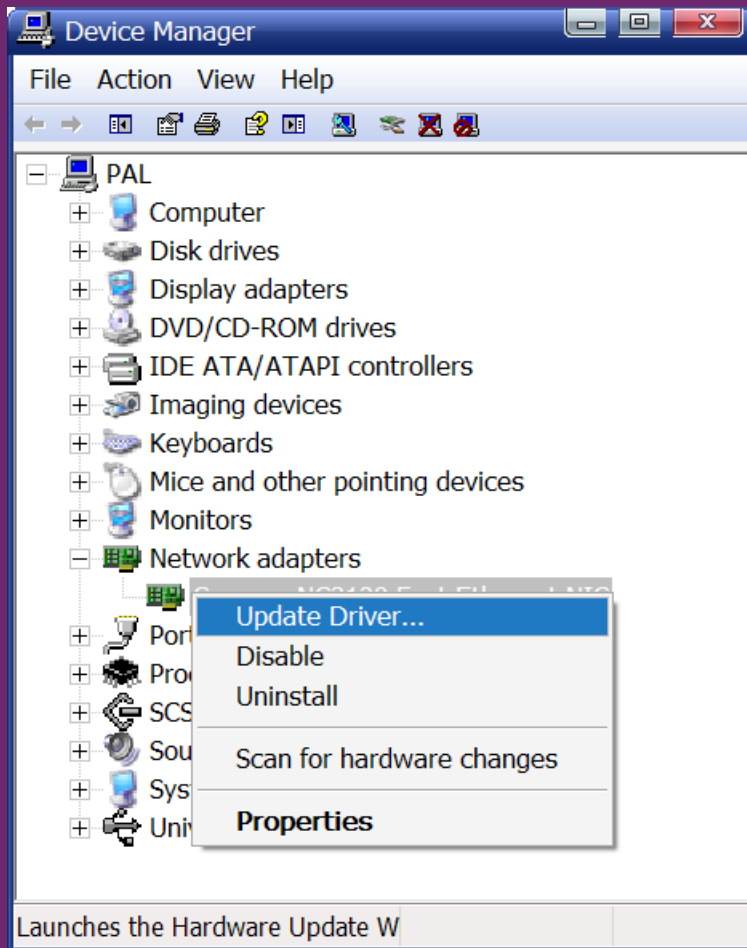 Device Manager
File Action View Help
PAL
Computer
Disk drives
Display adapters
DVD/CD-ROM drives
IDE ATA/ATAPI controllers
Imaging devices
Keyboards
Mice and other pointing devices
Monitors
Network adapters
Update Driver...
Disable
Uninstall
Scan for hardware changes
Properties
Launches the Hardware Update W